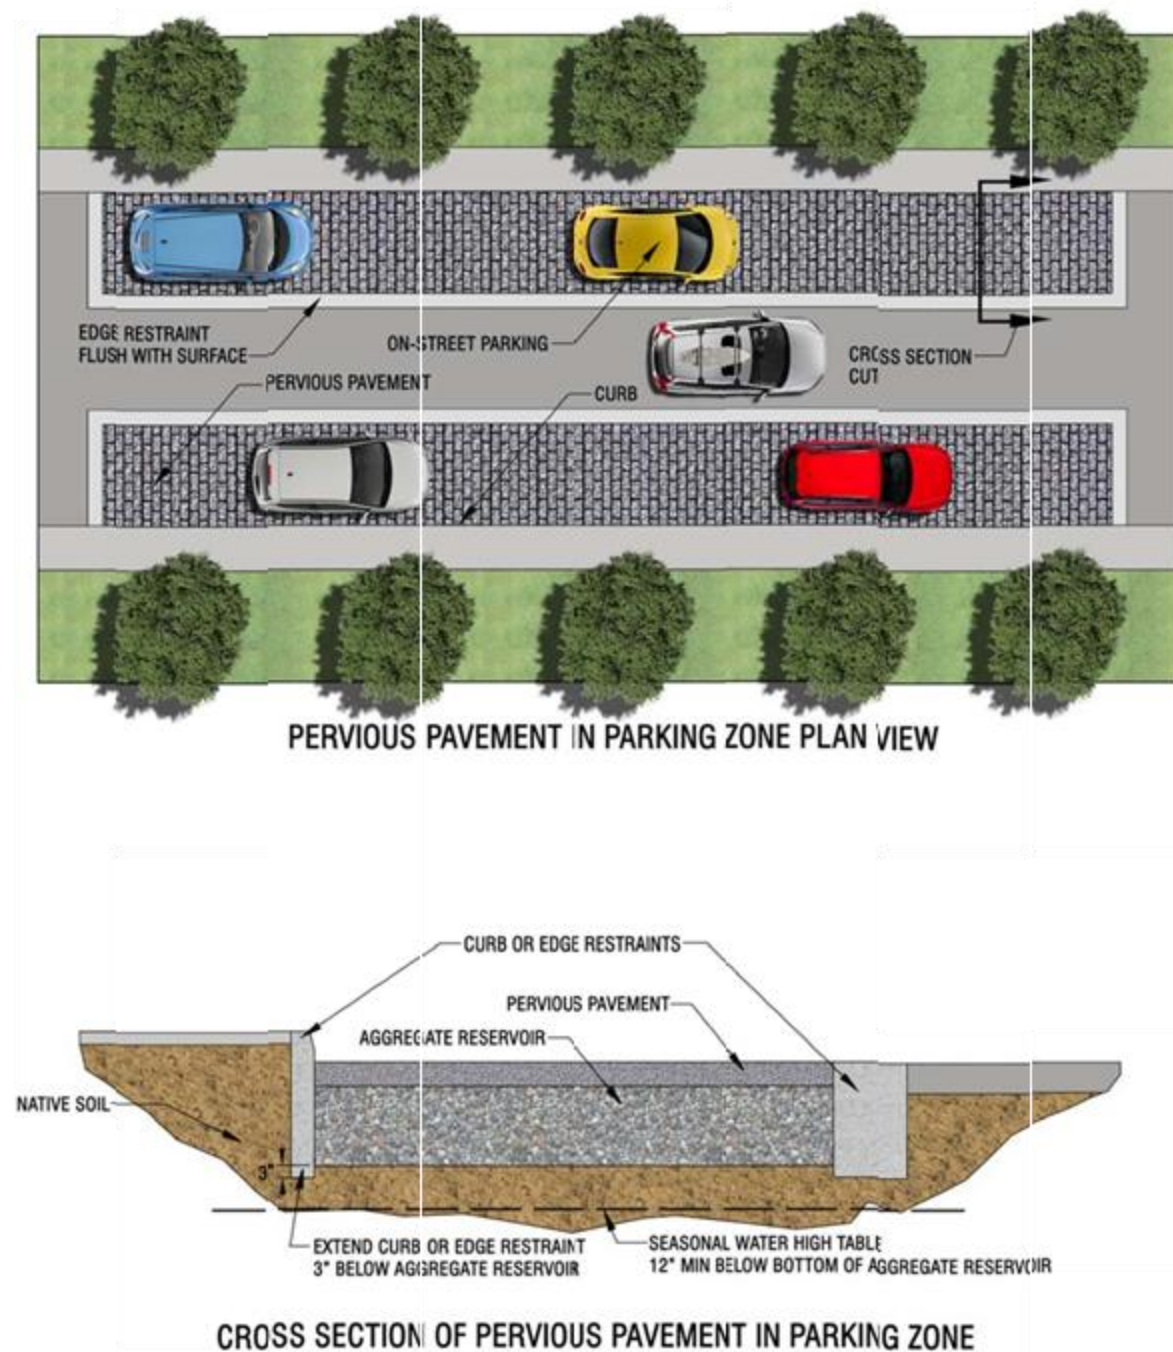 EDGE RESTRAINT
FLUSH WITH SURFACE
ON-STREET PARKING
CROSS SECTION
CUT
PERVIOUS PAVEMENT
CURB
PERVIOUS PAVEMENT IN PARKING ZONE PLAN VIEW
CURB OR EDGE RESTRAINTS
PERVIOUS PAVEMENT
AGGREGATE RESERVOIR
NATIVE SOIL
3"
EXTEND CURB OR EDGE RESTRAINT
3" BELOW AGGREGATE RESERVOIR
SEASONAL WATER HIGH TABLE
12" MIN BELOW BOTTOM OF AGGREGATE RESERVOIR
CROSS SECTION OF PERVIOUS PAVEMENT IN PARKING ZONE